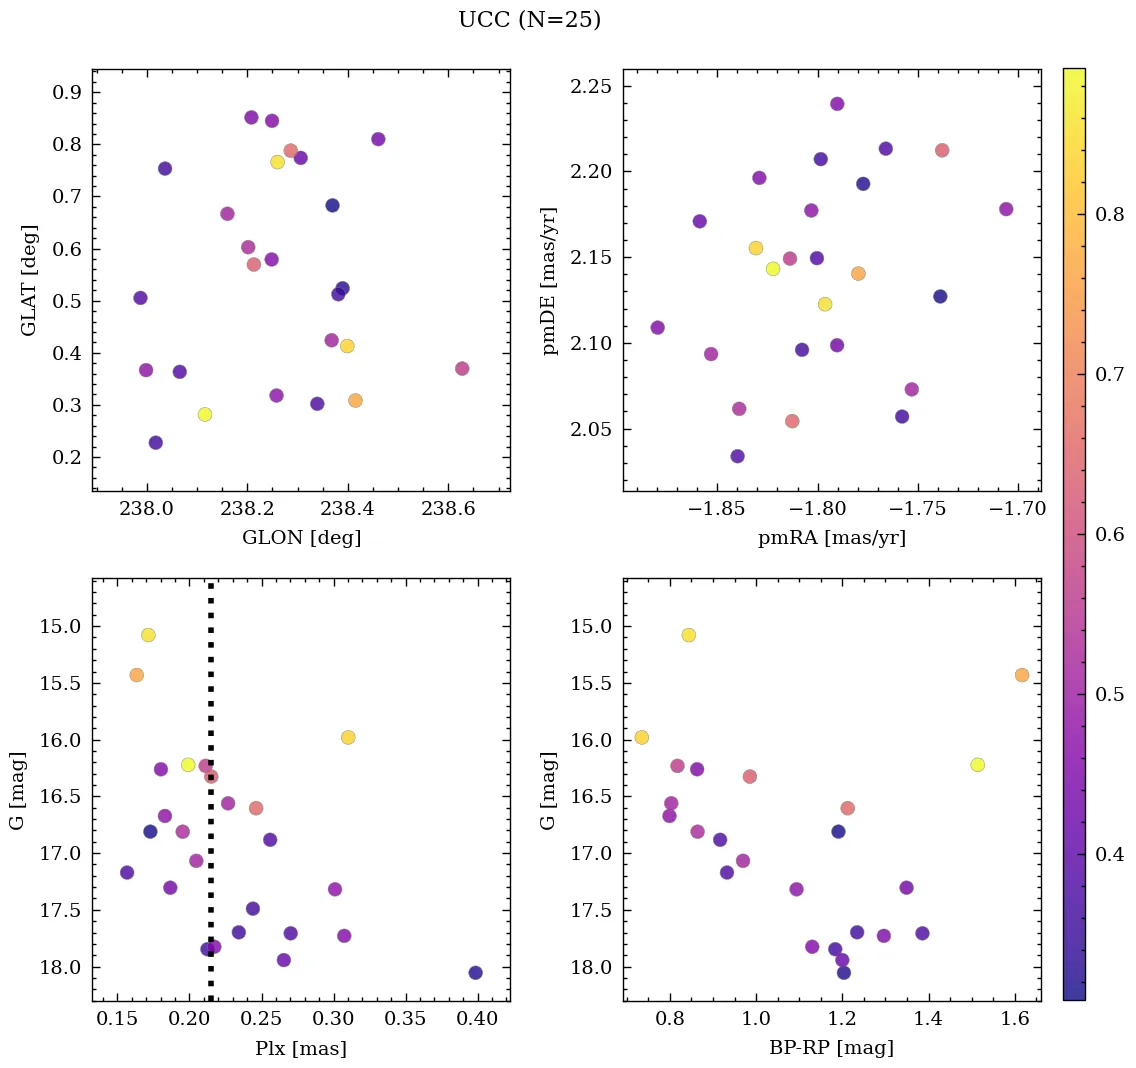 UCC (N=25)
0.9
0.8
0.7
0.6
0.5
0.4
0.3
0.2
GLAT [deg]
238.0 238.2 238.4 238.6
GLON [deg]
2.25
2.20
2.15
2.10
2.05
pmDE [mas/yr]
−1.85 −1.80 −1.75 −1.70
pmRA [mas/yr]
0.8
0.7
0.6
0.5
0.4
15.0
15.5
16.0
16.5
17.0
17.5
18.0
G [mag]
0.15 0.20 0.25 0.30 0.35 0.40
Plx [mas]
15.0
15.5
16.0
16.5
17.0
17.5
18.0
G [mag]
0.8 1.0 1.2 1.4 1.6
BP-RP [mag]